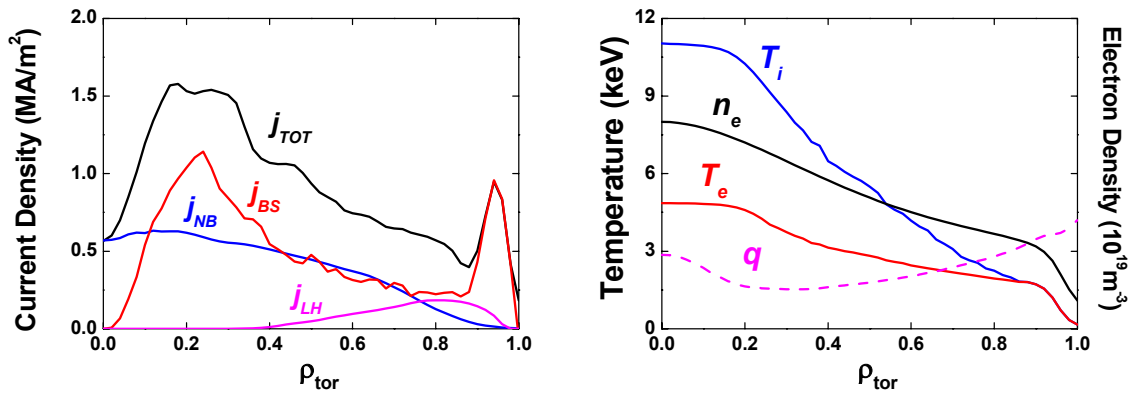 Current Density (MA/m²)
2.0
1.5
1.0
0.5
0.0
j_TOT
j_BS
j_NB
j_LH
0.0 0.2 0.4 0.6 0.8 1.0
ρ_tor
Temperature (keV)
12
9
6
3
0
T_i
n_e
T_e
q
0.0 0.2 0.4 0.6 0.8 1.0
ρ_tor
Electron Density (10¹⁹m⁻³)